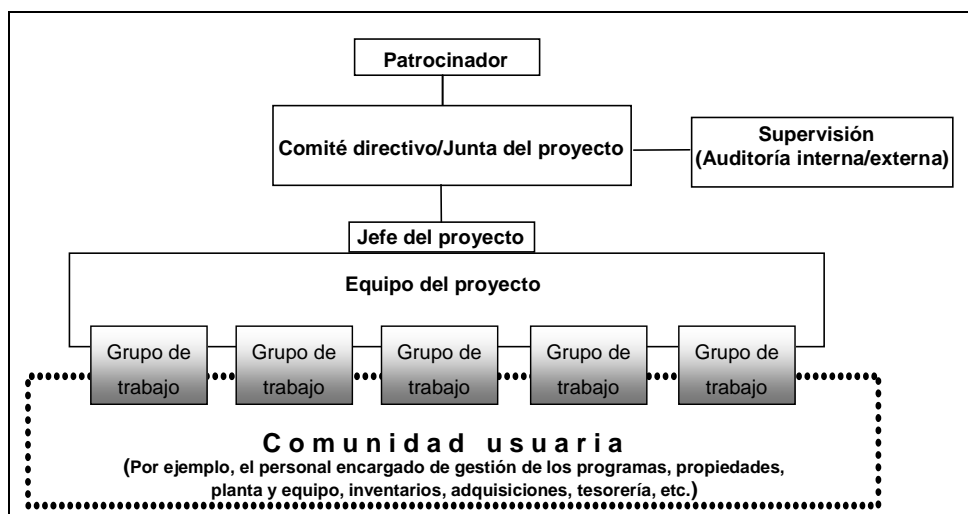 Patrocinador
Comité directivo/Junta del proyecto
Supervisión
(Auditoría interna/externa)
Jefe del proyecto
Equipo del proyecto
Grupo de
trabajo
Grupo de
trabajo
Grupo de
trabajo
Grupo de
trabajo
Grupo de
trabajo
Comunidad usuaria
(Por ejemplo, el personal encargado de gestión de los programas, propiedades,
planta y equipo, inventarios, adquisiciones, tesorería, etc.)